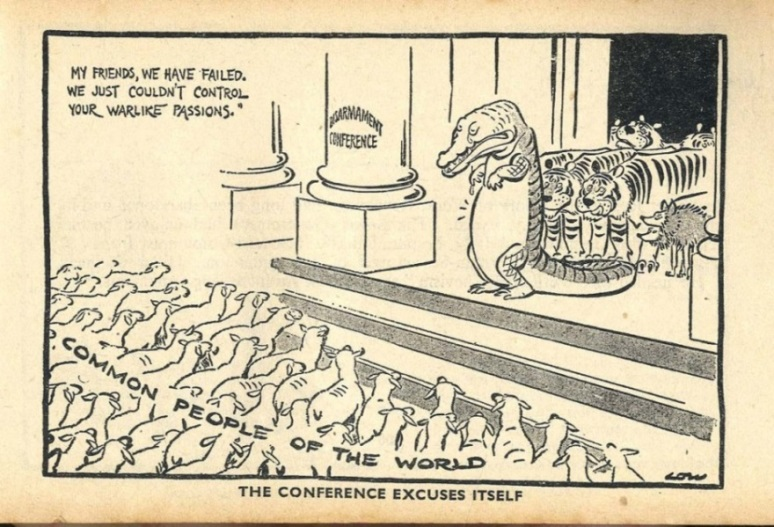 MY FRIENDS, WE HAVE FAILED.
WE JUST COULDN'T CONTROL
YOUR WARLIKE PASSIONS."
DISARMAMENT
CONFERENCE
COMMON PEOPLE OF THE WORLD
LOW
THE CONFERENCE EXCUSES ITSELF